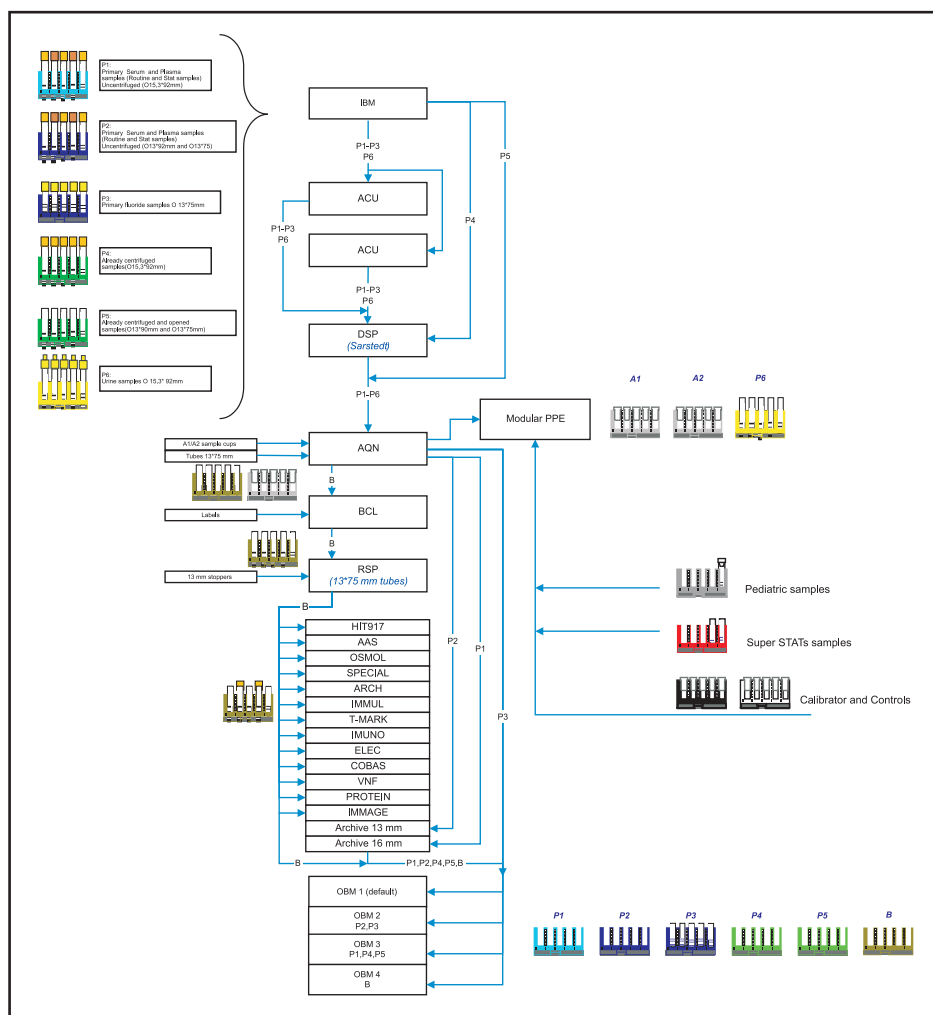 P1:
Primary Serum and Plasma
samples (Routine and Stat samples)
Uncentrifuged (O15,3*92mm)
P2:
Primary Serum and Plasma samples
(Routine and Stat samples)
Uncentrifuged (O13*92mm and O13*75)
P3:
Primary fluoride samples O 13*75mm
P4:
Already centrifuged
samples(O15,3*92mm)
P5:
Already centrifuged and opened
samples(O13*90mm and O13*75mm)
P6:
Urine samples O 15,3* 92mm
IBM
P1-P3
P6
P5
P4
ACU
P1-P3
P6
ACU
P1-P3
P6
DSP
(Sarstedt)
P1-P6
A1
A2
P6
Modular PPE
A1/A2 sample cups
Tubes 13*75 mm
AQN
B
Labels
BCL
B
13 mm stoppers
RSP
(13*75 mm tubes)
B
Pediatric samples
Super STATs samples
Calibrator and Controls
HIT917
AAS
OSMOL
SPECIAL
ARCH
IMMUL
T-MARK
IMUNO
ELEC
COBAS
VNF
PROTEIN
IMMAGE
Archive 13 mm
Archive 16 mm
P2
P1
P3
B
P1,P2,P4,P5,B
OBM 1 (default)
OBM 2
P2,P3
OBM 3
P1,P4,P5
OBM 4
B
P1
P2
P3
P4
P5
B